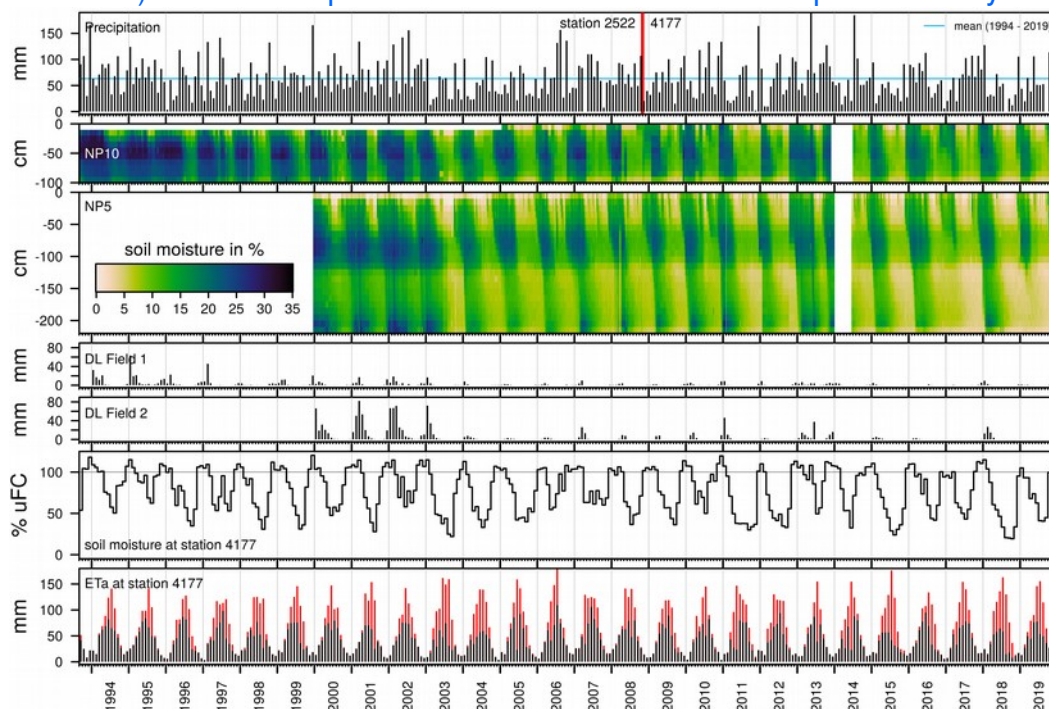 Precipitation
station 2522 4177
mean (1994 - 2019)
mm
150
100
50
0
NP10
cm
0
-50
-100
NP5
cm
0
-50
-100
-150
-200
soil moisture in %
0 5 10 15 20 25 30 35
DL Field 1
mm
80
40
0
DL Field 2
mm
80
40
0
% uFC
100
50
0
soil moisture at station 4177
ETa at station 4177
mm
150
100
50
0
1994 1995 1996 1997 1998 1999 2000 2001 2002 2003 2004 2005 2006 2007 2008 2009 2010 2011 2012 2013 2014 2015 2016 2017 2018 2019